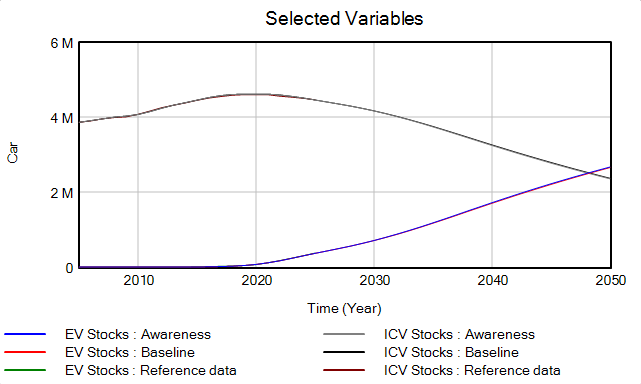 Selected Variables
6 M
4 M
2 M
0
Car
2010 2020 2030 2040 2050
Time (Year)
EV Stocks : Awareness ICV Stocks : Awareness
EV Stocks : Baseline ICV Stocks : Baseline
EV Stocks : Reference data ICV Stocks : Reference data